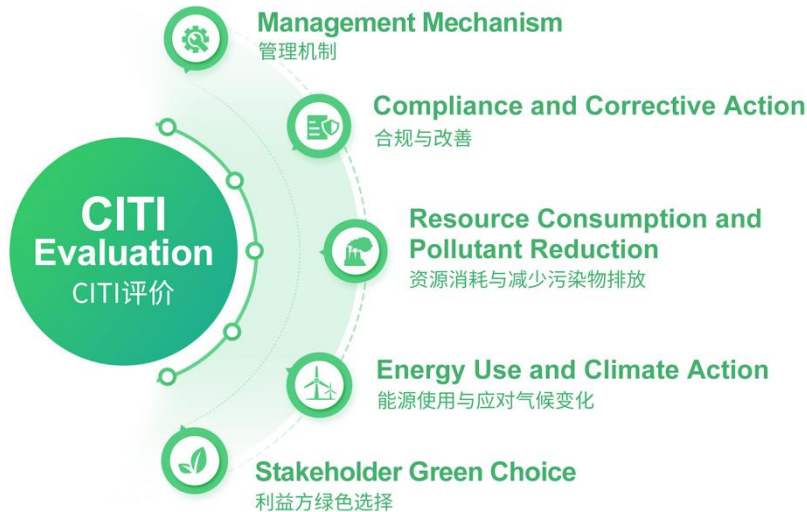 Management Mechanism
管理机制
Compliance and Corrective Action
合规与改善
CITI
Evaluation
CITI评价
Resource Consumption and
Pollutant Reduction
资源消耗与减少污染物排放
Energy Use and Climate Action
能源使用与应对气候变化
Stakeholder Green Choice
利益方绿色选择